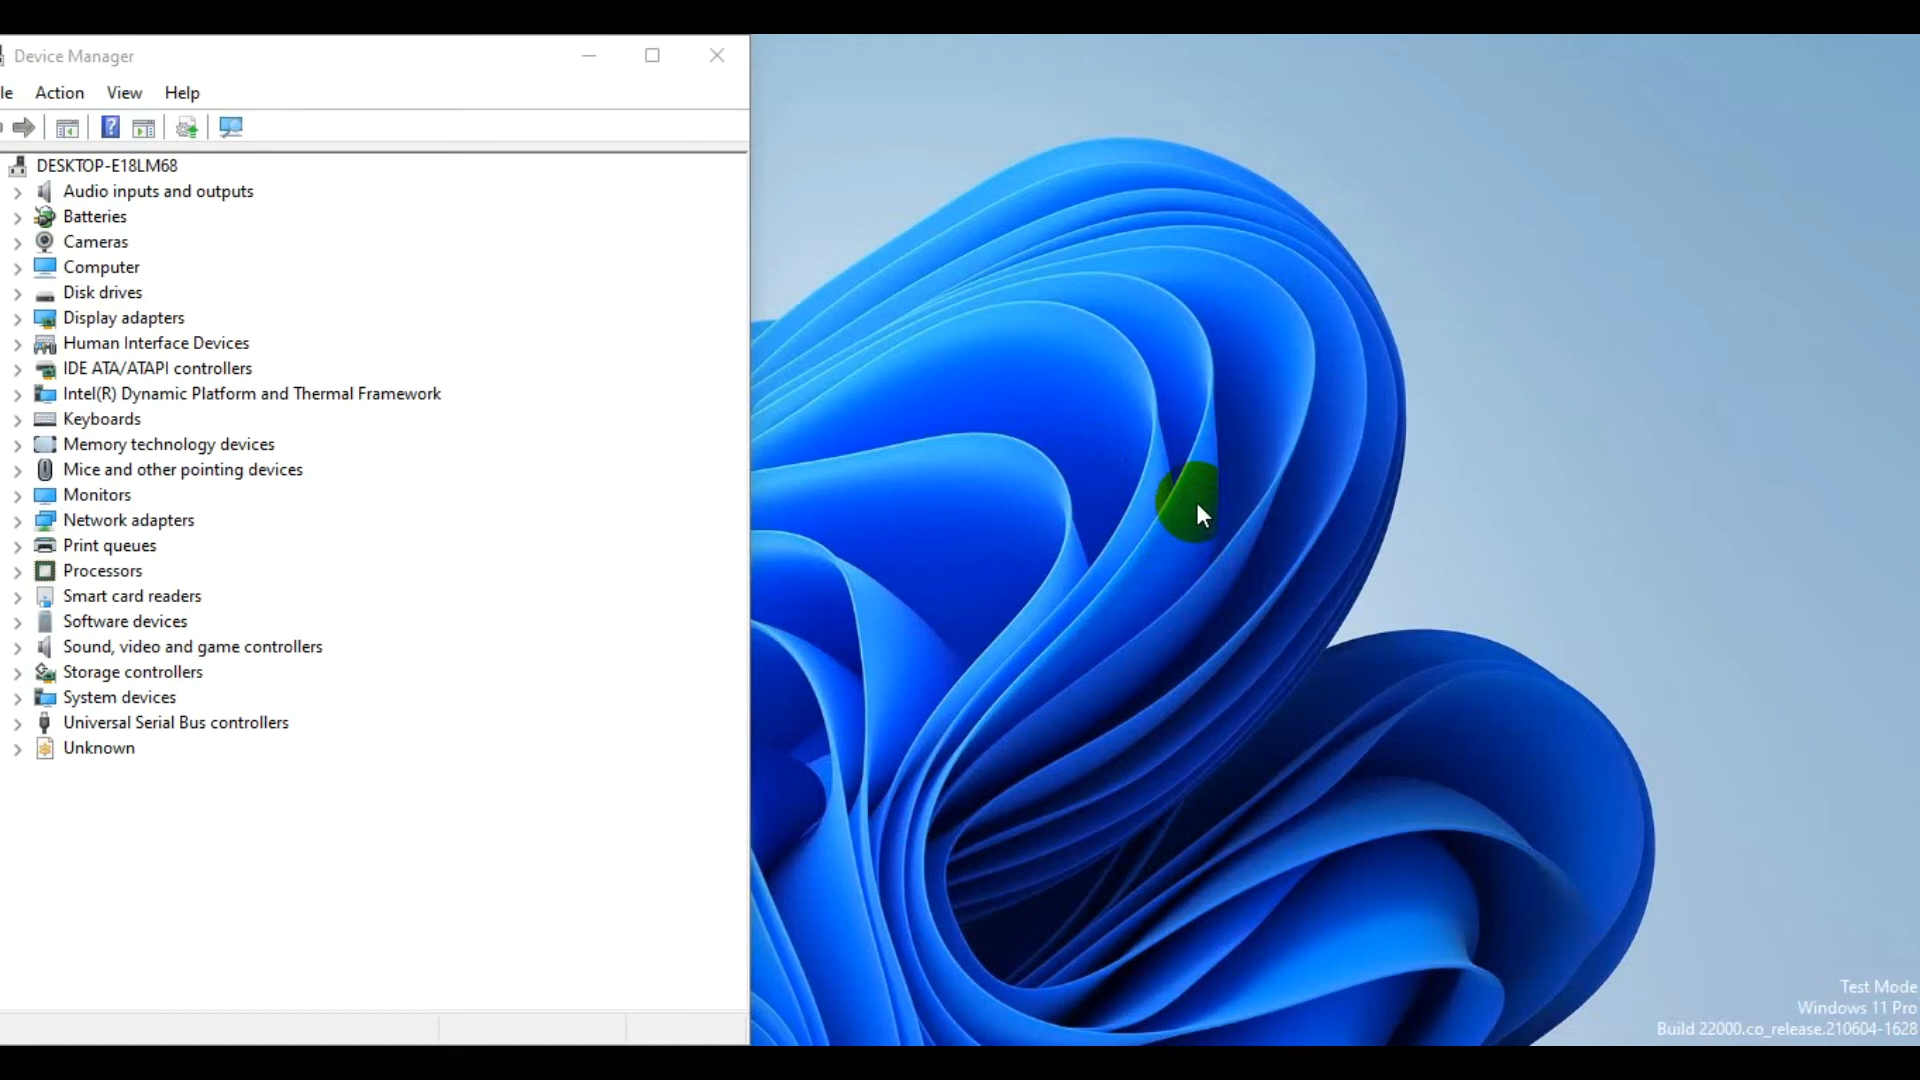 Device Manager
le Action View Help
DESKTOP-E18LM68
Audio inputs and outputs
Batteries
Cameras
Computer
Disk drives
Display adapters
Human Interface Devices
IDE ATA/ATAPI controllers
Intel(R) Dynamic Platform and Thermal Framework
Keyboards
Memory technology devices
Mice and other pointing devices
Monitors
Network adapters
Print queues
Processors
Smart card readers
Software devices
Sound, video and game controllers
Storage controllers
System devices
Universal Serial Bus controllers
Unknown
Test Mode
Windows 11 Pro
Build 22000.co_release.210604-1628